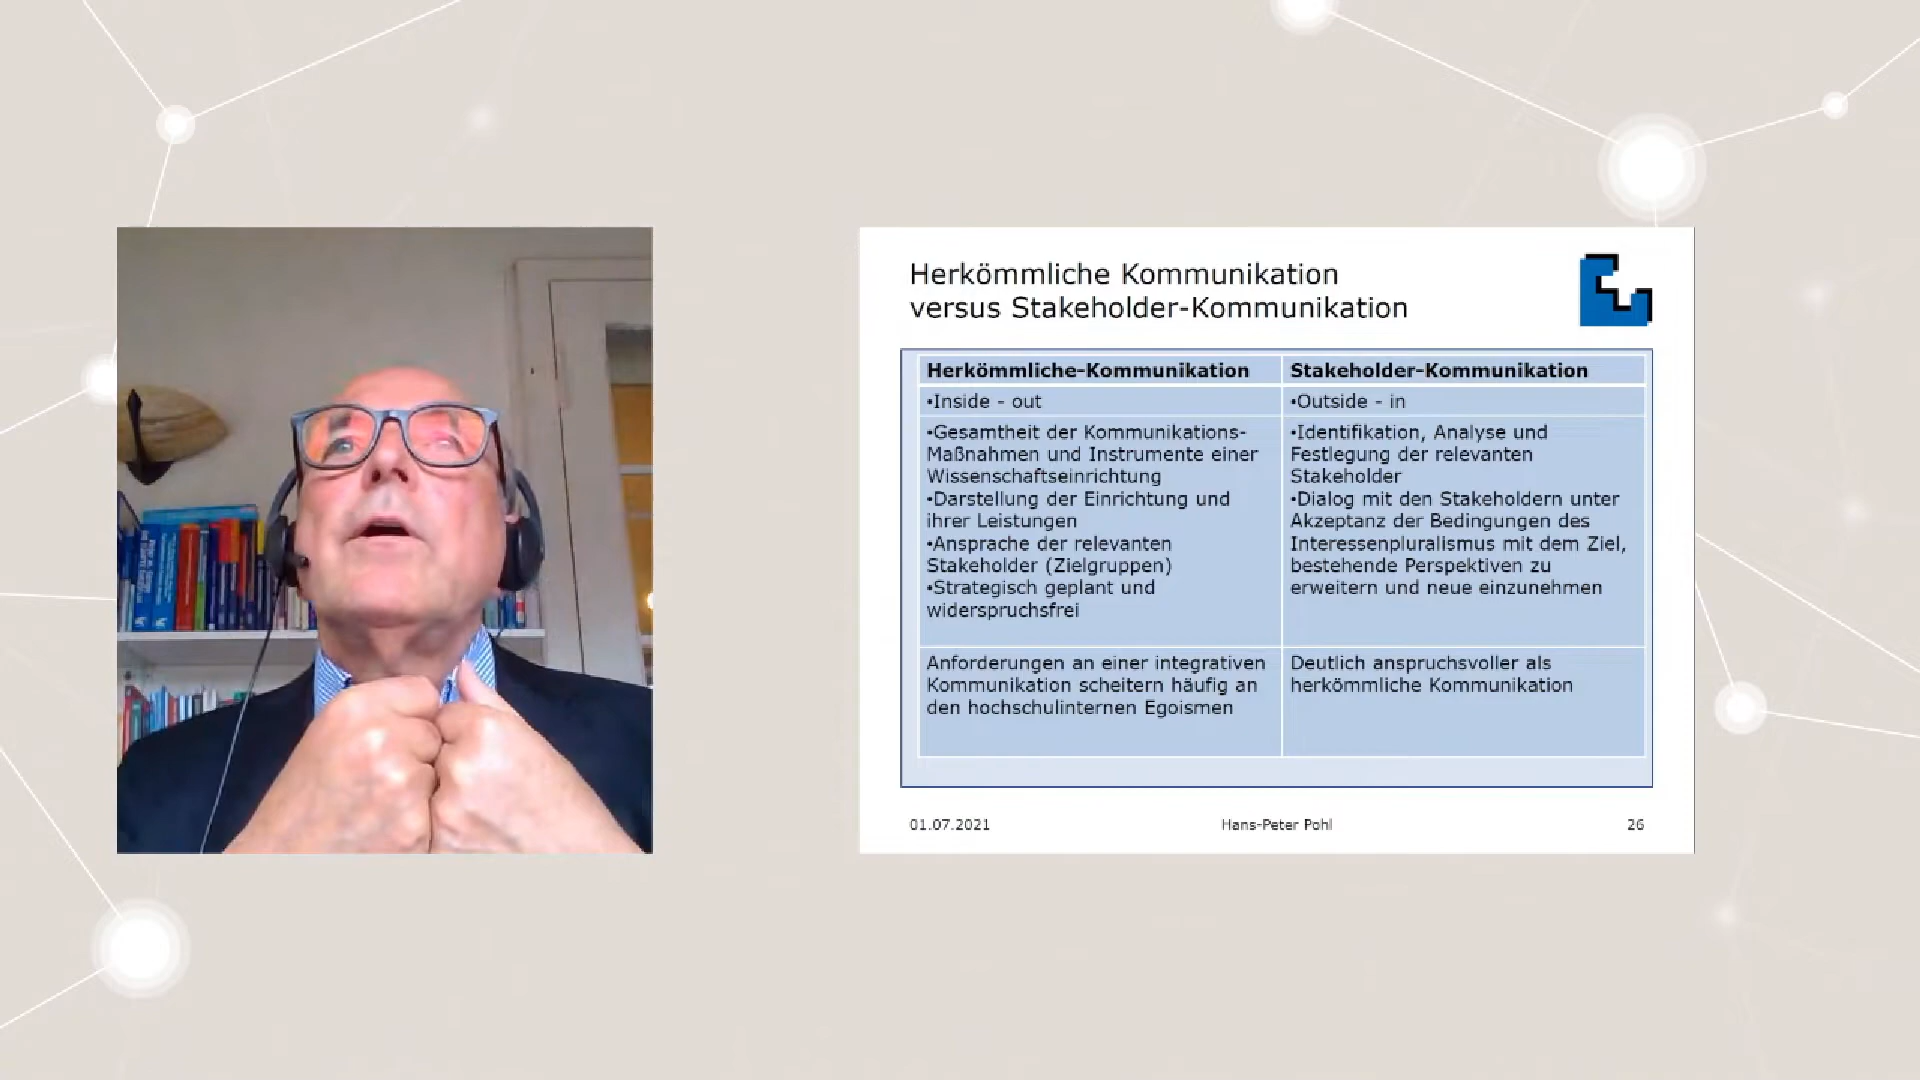 Herkömmliche Kommunikation
versus Stakeholder-Kommunikation
Herkömmliche-Kommunikation
Stakeholder-Kommunikation
•Inside - out
•Outside - in
•Gesamtheit der Kommunikations-
Maßnahmen und Instrumente einer
Wissenschaftseinrichtung
•Darstellung der Einrichtung und
ihrer Leistungen
•Ansprache der relevanten
Stakeholder (Zielgruppen)
•Strategisch geplant und
widerspruchsfrei
•Identifikation, Analyse und
Festlegung der relevanten
Stakeholder
•Dialog mit den Stakeholdern unter
Akzeptanz der Bedingungen des
Interessenpluralismus mit dem Ziel,
bestehende Perspektiven zu
erweitern und neue einzunehmen
Anforderungen an einer integrativen
Kommunikation scheitern häufig an
den hochschulinternen Egoismen
Deutlich anspruchsvoller als
herkömmliche Kommunikation
01.07.2021
Hans-Peter Pohl
26